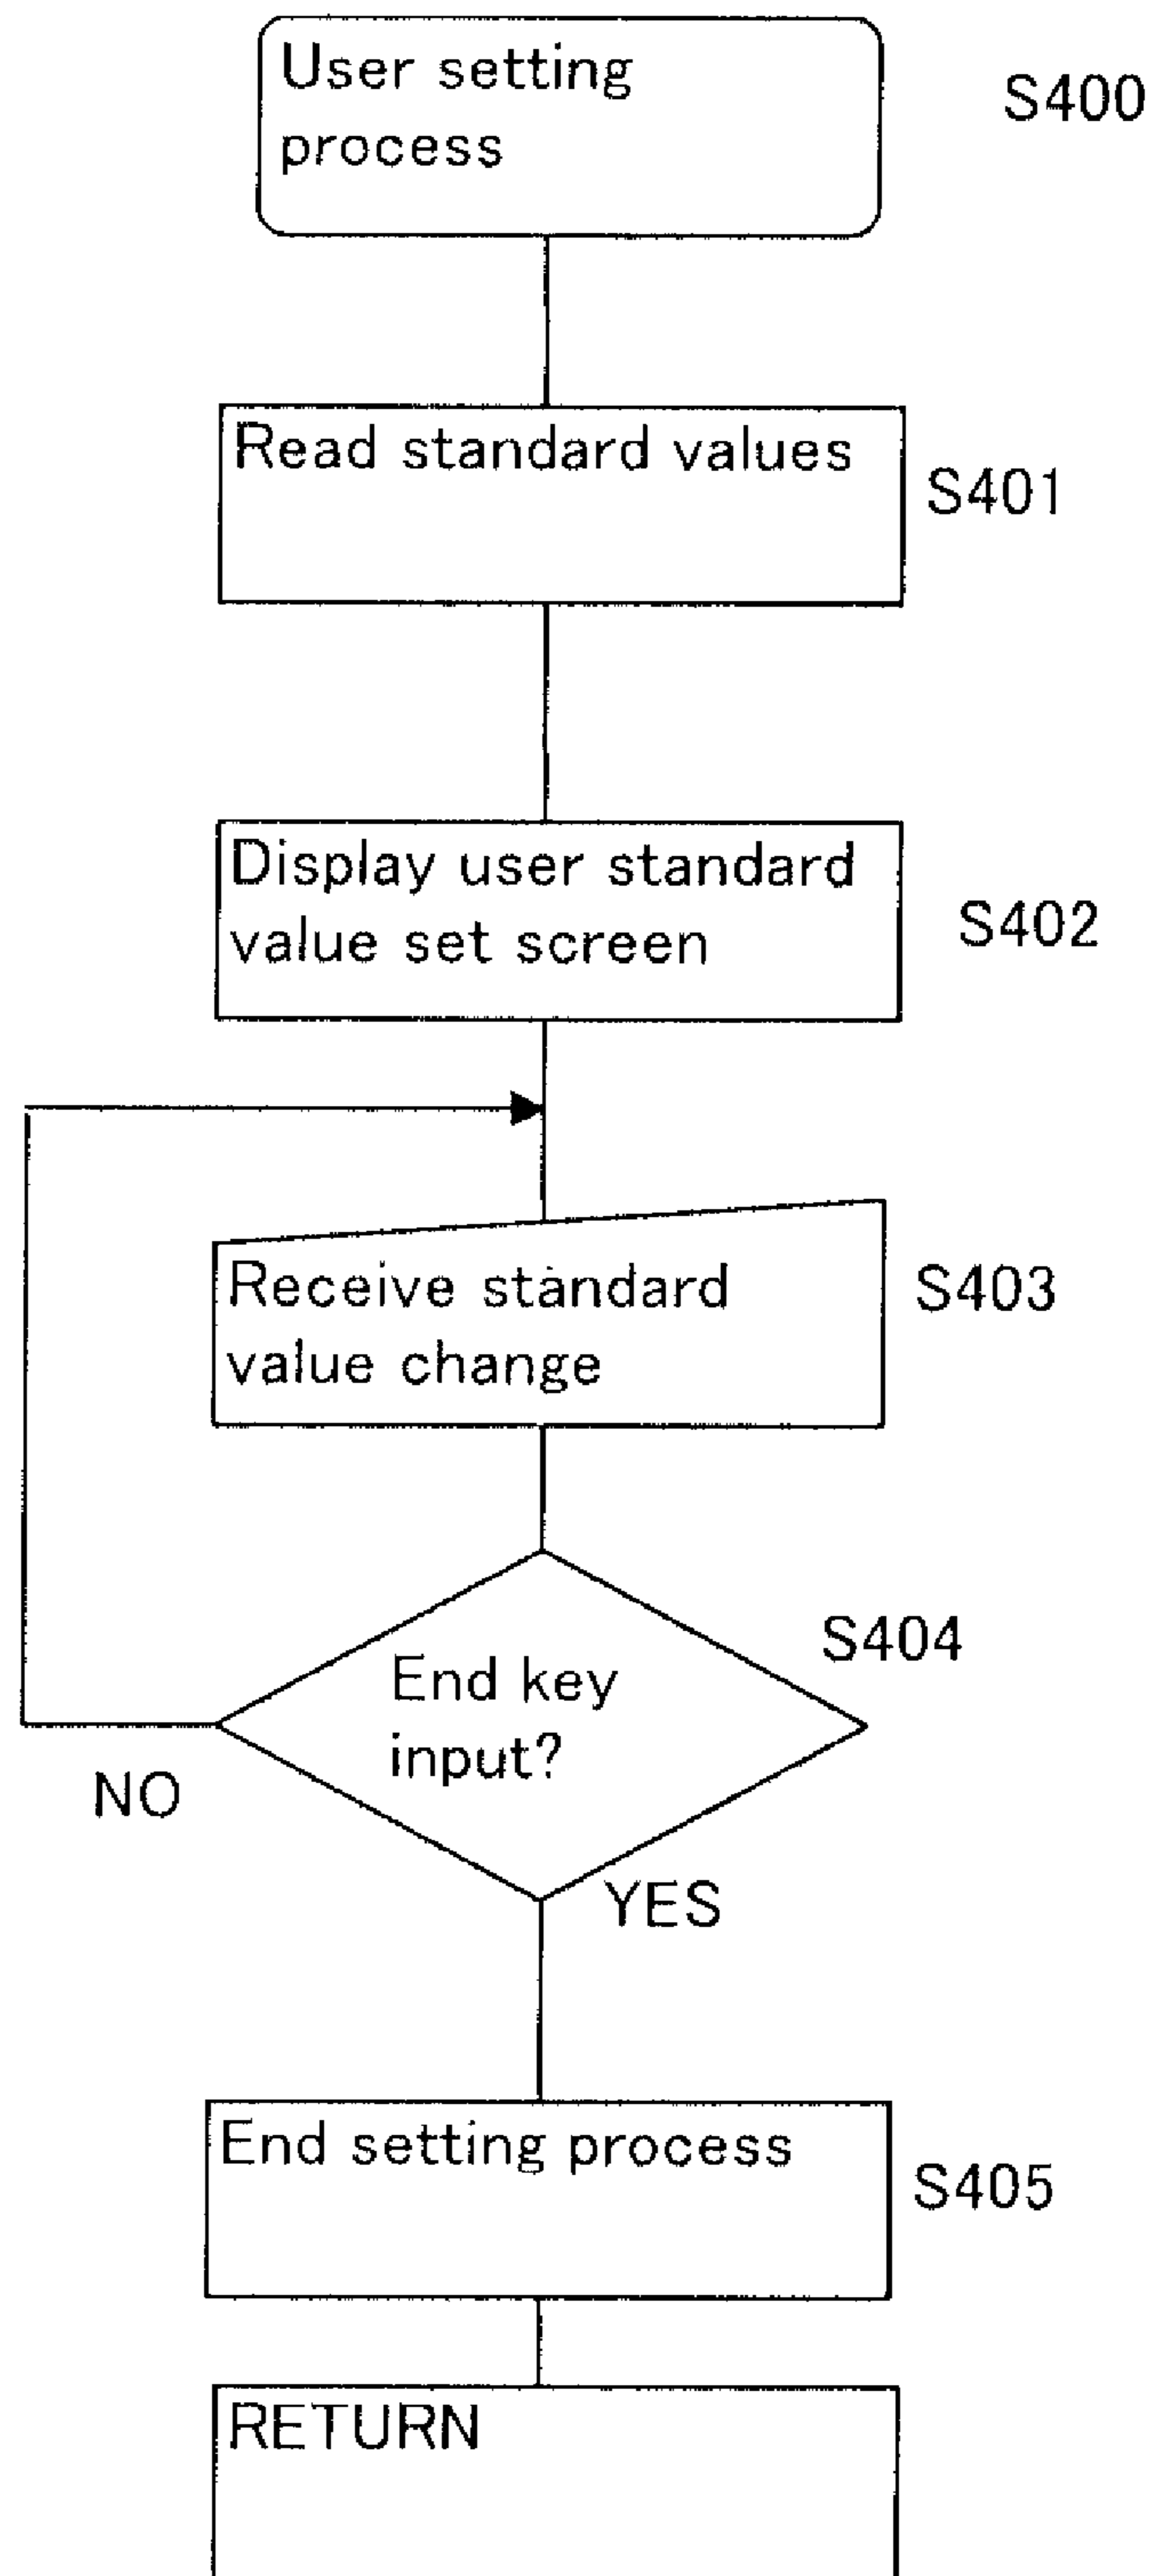 User setting
process
S400
Read standard values
S401
Display user standard
value set screen
S402
Receive standard
value change
S403
End key
input?
S404
NO
YES
End setting process
S405
RETURN